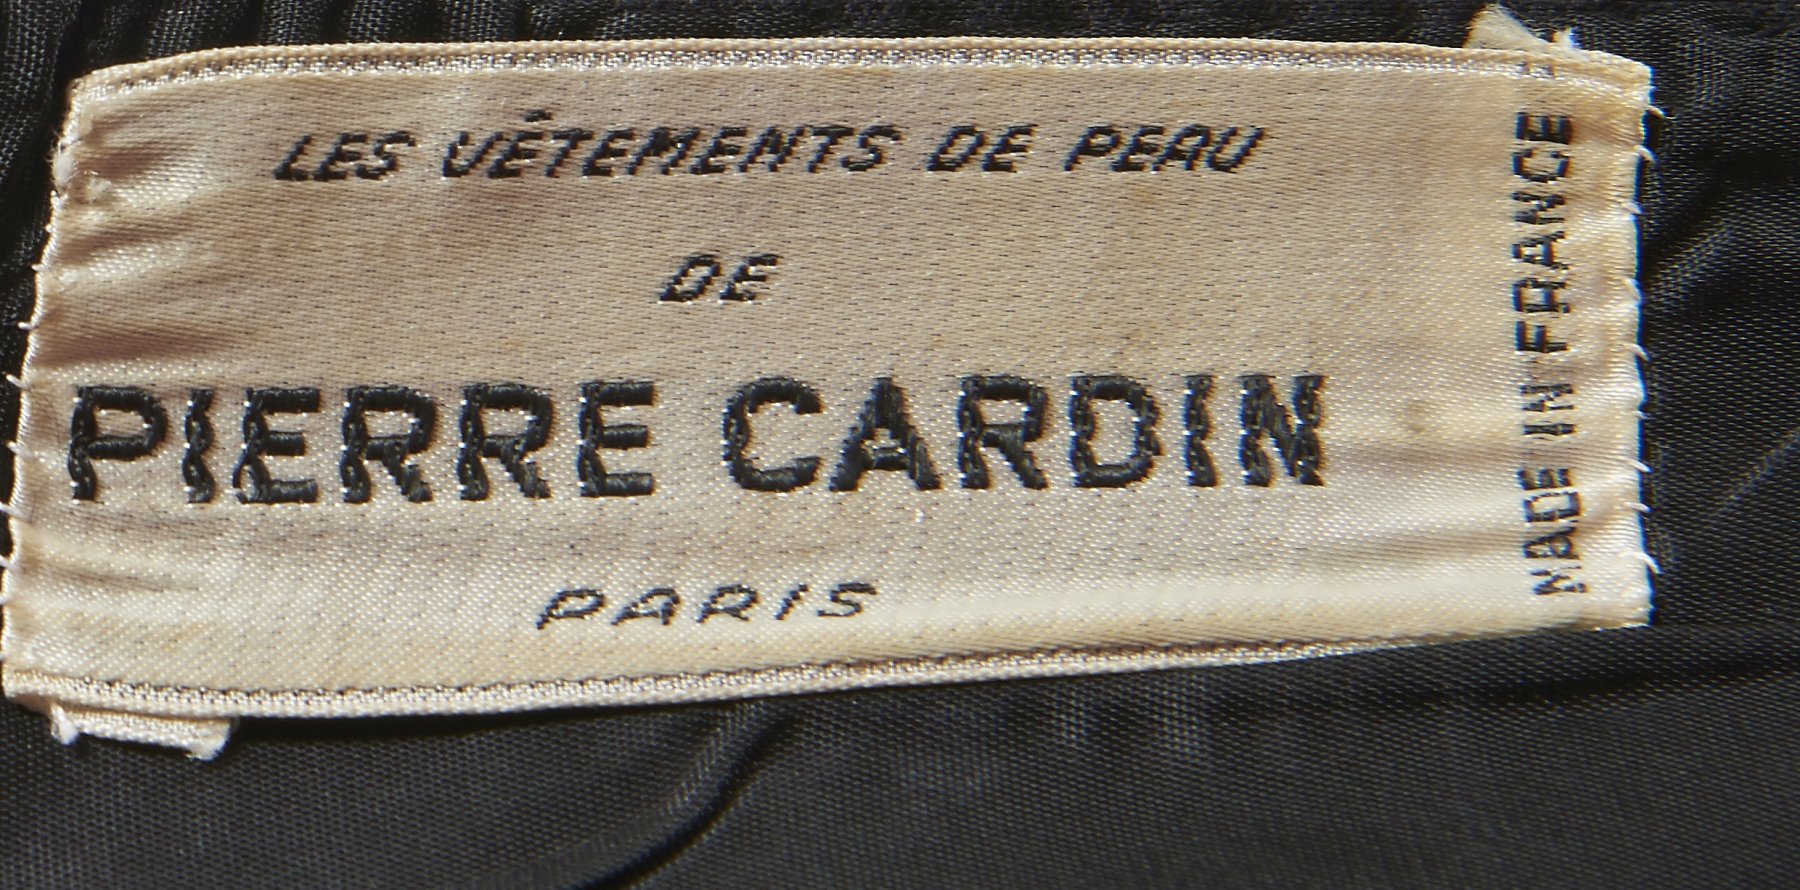 LES VÊTEMENTS DE PEAU
DE
PIERRE CARDIN
PARIS
MADE IN FRANCE